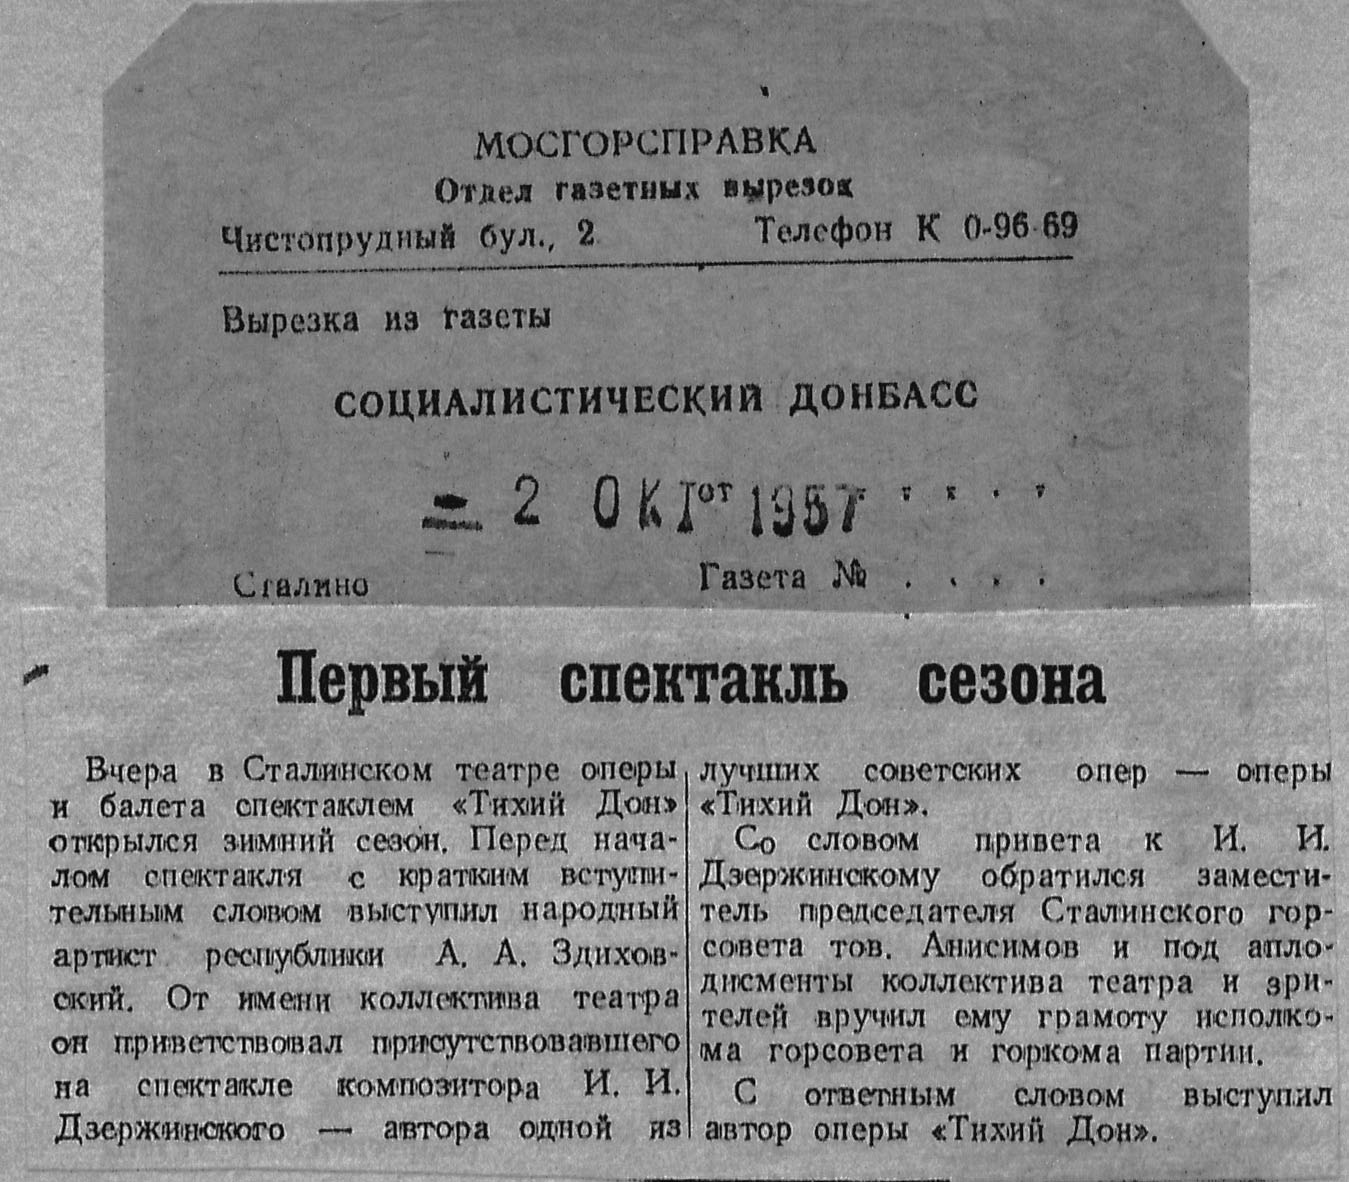 МОСГОРСПРАВКА
Отдел газетных вырезок
Чистопрудный бул., 2 Телефон К 0-96-69
Вырезка из газеты
СОЦИАЛИСТИЧЕСКИЙ ДОНБАСС
- 2 ОКТ от 1957 . . . .
Сталино Газета № . . . .
Первый спектакль сезона
Вчера в Сталинском театре оперы
и балета спектаклем «Тихий Дон»
открылся зимний сезон. Перед нача-
лом спектакля с кратким вступи-
тельным словом выступил народный
артист республики А. А. Здихов-
ский. От имени коллектива театра
он приветствовал присутствовавшего
на спектакле композитора И. И.
Дзержинского — автора одной из
лучших советских опер — оперы
«Тихий Дон».
Со словом привета к И. И.
Дзержинскому обратился замести-
тель председателя Сталинского гор-
совета тов. Анисимов и под апло-
дисменты коллектива театра и зри-
телей вручил ему грамоту исполко-
ма горсовета и горкома партии.
С ответным словом выступил
автор оперы «Тихий Дон».